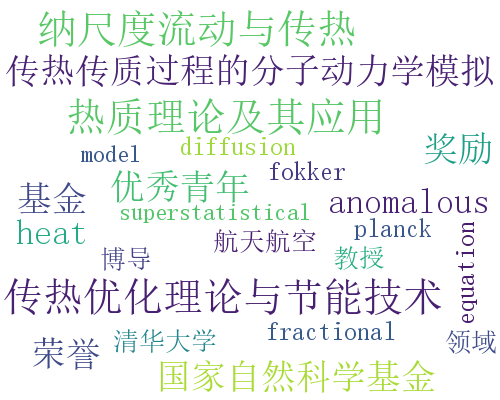 纳尺度流动与传热
传热传质过程的分子动力学模拟
热质理论及其应用
奖励
model
diffusion
fokker
优秀青年
基金
anomalous
superstatistical
heat
航天航空
planck
equation
博导
教授
传热优化理论与节能技术
fractional
清华大学
领域
荣誉
国家自然科学基金